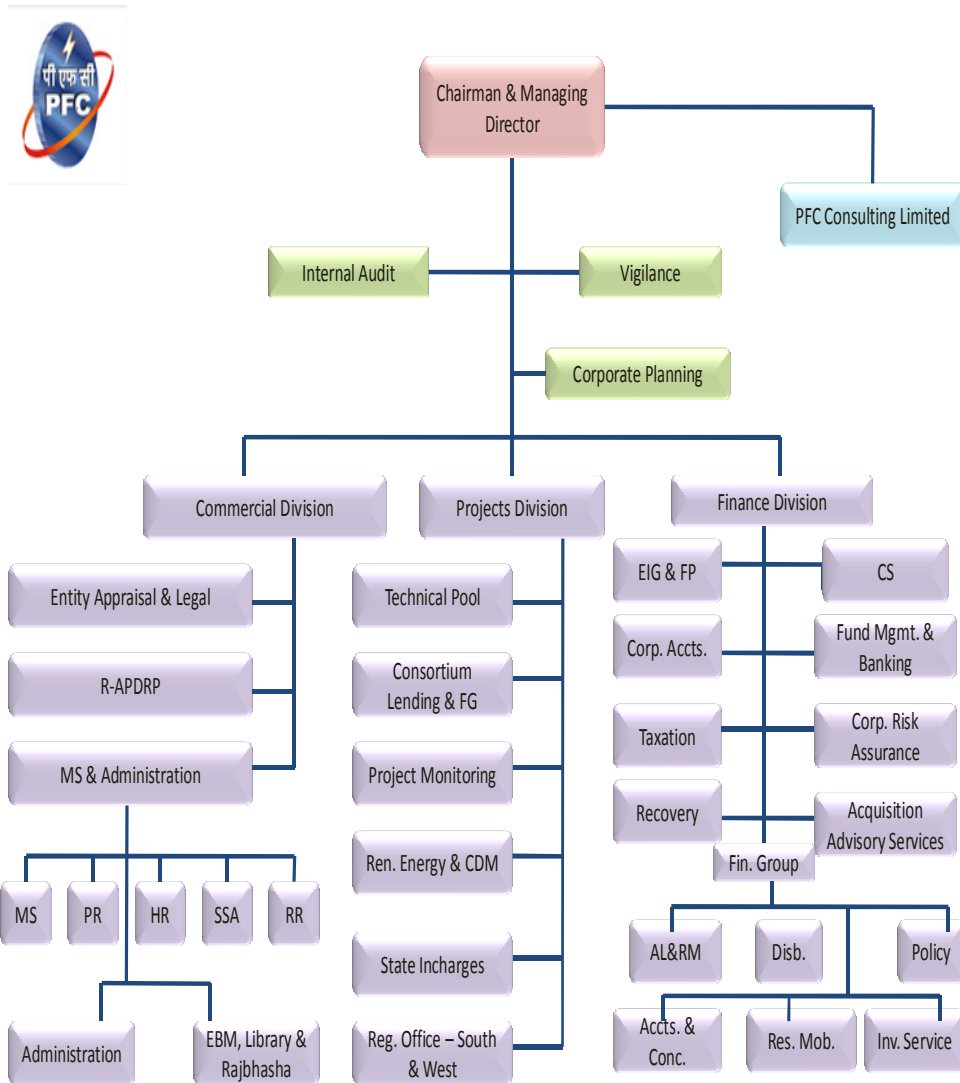 पी एफ सी
PFC
Chairman & Managing
Director
PFC Consulting Limited
Internal Audit
Vigilance
Corporate Planning
Commercial Division
Projects Division
Finance Division
Entity Appraisal & Legal
R-APDRP
MS & Administration
MS
PR
HR
SSA
RR
Administration
EBM, Library &
Rajbhasha
Technical Pool
Consortium
Lending & FG
Project Monitoring
Ren. Energy & CDM
State Incharges
Reg. Office – South
& West
EIG & FP
CS
Corp. Accts.
Fund Mgmt. &
Banking
Taxation
Corp. Risk
Assurance
Recovery
Acquisition
Advisory Services
Fin. Group
AL&RM
Disb.
Policy
Accts. &
Conc.
Res. Mob.
Inv. Service